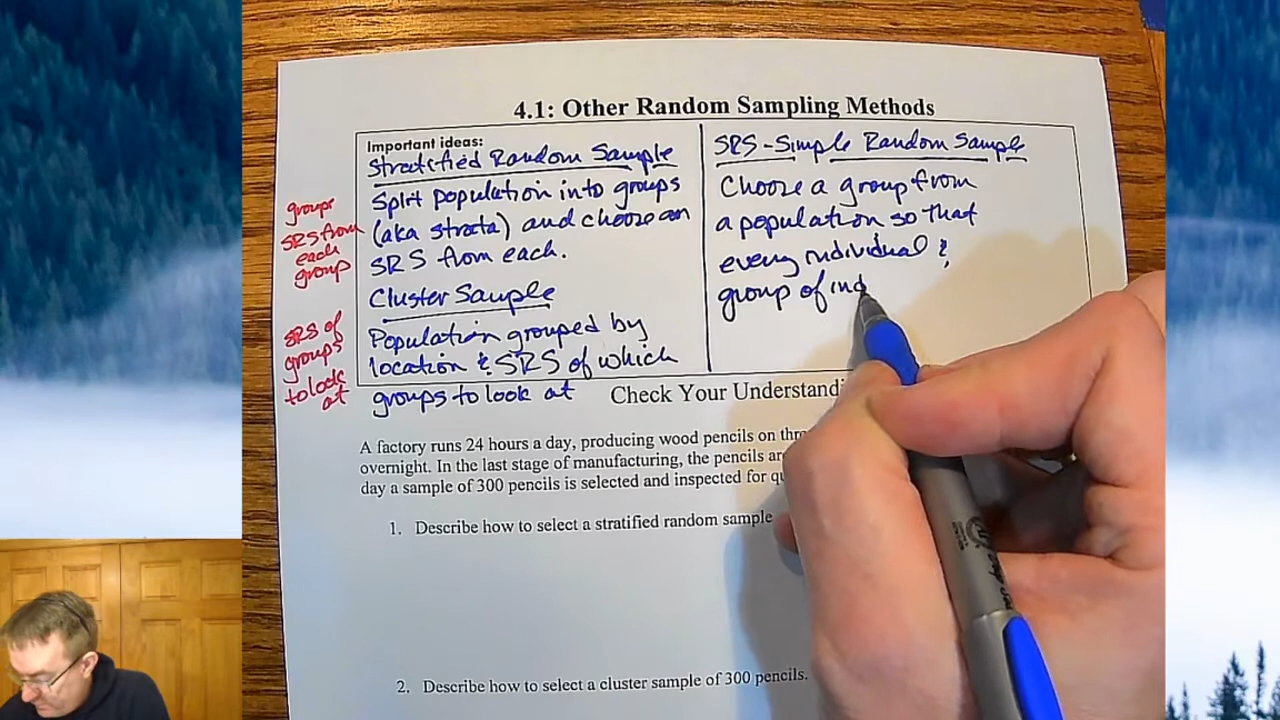 4.1: Other Random Sampling Methods
Important ideas:
Stratified Random Sample
Split population into groups
(aka strata) and choose an
SRS from each.
Cluster Sample
Population grouped by
location & SRS of which
groups to look at
groups
SRS from
each
group
SRS of
groups
to look
at
SRS - Simple Random Sample
Choose a group from
a population so that
every individual &
group of ind
Check Your Understandi
A factory runs 24 hours a day, producing wood pencils on thr
overnight. In the last stage of manufacturing, the pencils ar
day a sample of 300 pencils is selected and inspected for qu
1. Describe how to select a stratified random sample
2. Describe how to select a cluster sample of 300 pencils.